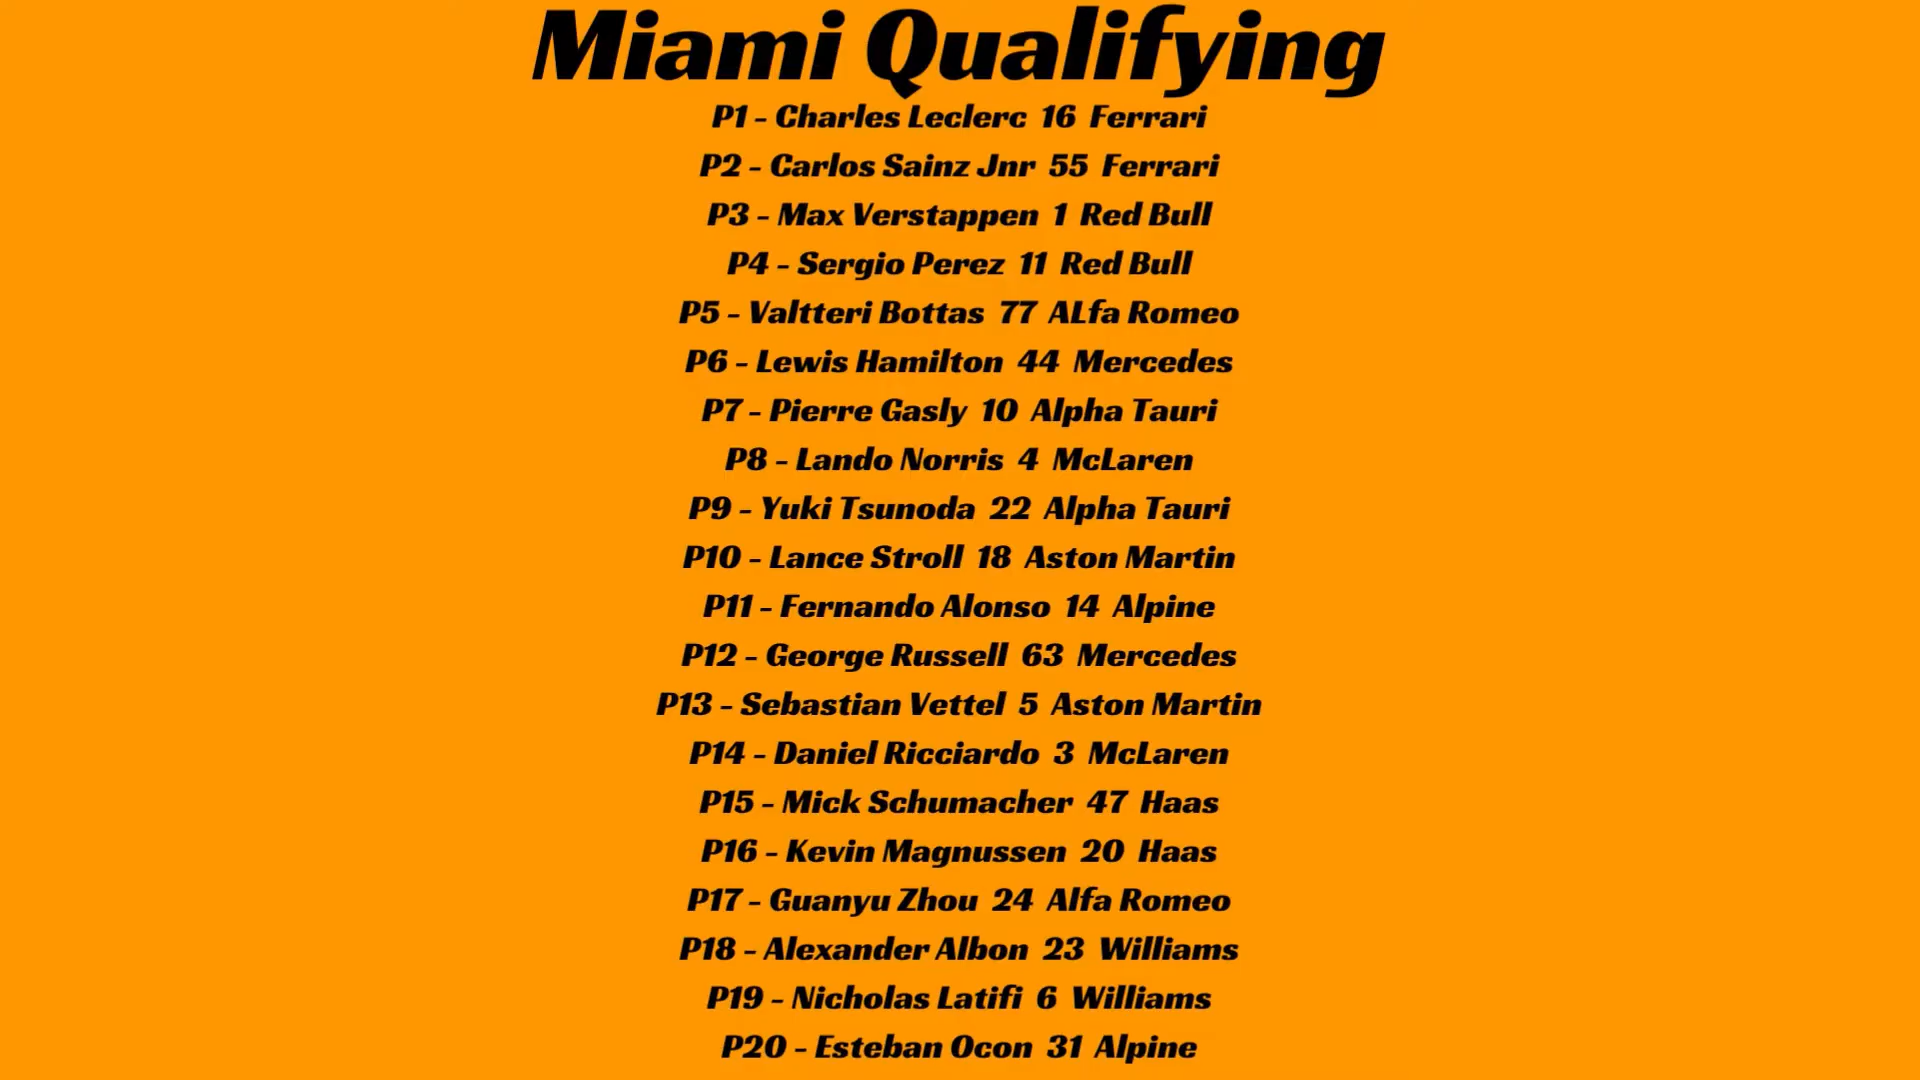 Miami Qualifying
P1 - Charles Leclerc 16 Ferrari
P2 - Carlos Sainz Jnr 55 Ferrari
P3 - Max Verstappen 1 Red Bull
P4 - Sergio Perez 11 Red Bull
P5 - Valtteri Bottas 77 ALfa Romeo
P6 - Lewis Hamilton 44 Mercedes
P7 - Pierre Gasly 10 Alpha Tauri
P8 - Lando Norris 4 McLaren
P9 - Yuki Tsunoda 22 Alpha Tauri
P10 - Lance Stroll 18 Aston Martin
P11 - Fernando Alonso 14 Alpine
P12 - George Russell 63 Mercedes
P13 - Sebastian Vettel 5 Aston Martin
P14 - Daniel Ricciardo 3 McLaren
P15 - Mick Schumacher 47 Haas
P16 - Kevin Magnussen 20 Haas
P17 - Guanyu Zhou 24 Alfa Romeo
P18 - Alexander Albon 23 Williams
P19 - Nicholas Latifi 6 Williams
P20 - Esteban Ocon 31 Alpine